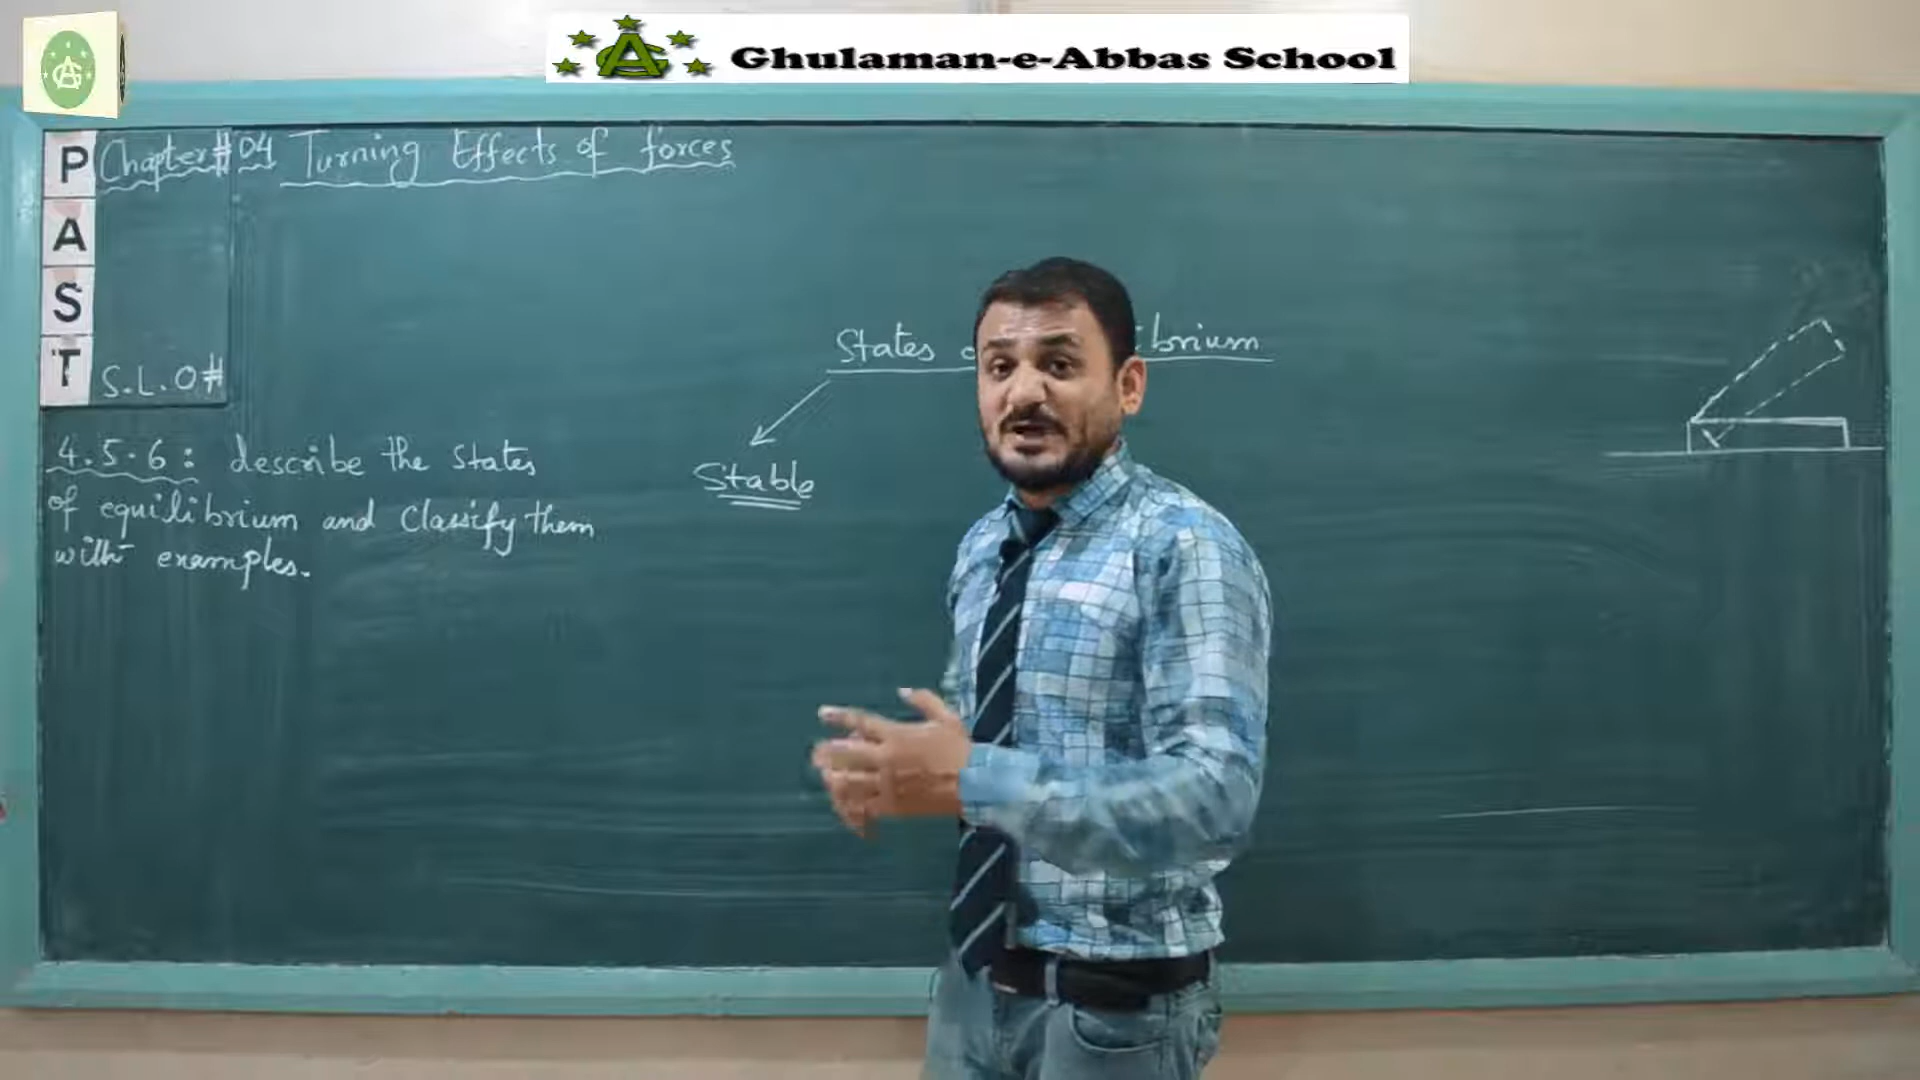 Ghulaman-e-Abbas School
P
A
S
T
Chapter# 04 Turning Effects of forces
S.L.O#
4.5.6: describe the states
of equilibrium and Classify them
with examples.
States
brium
Stable